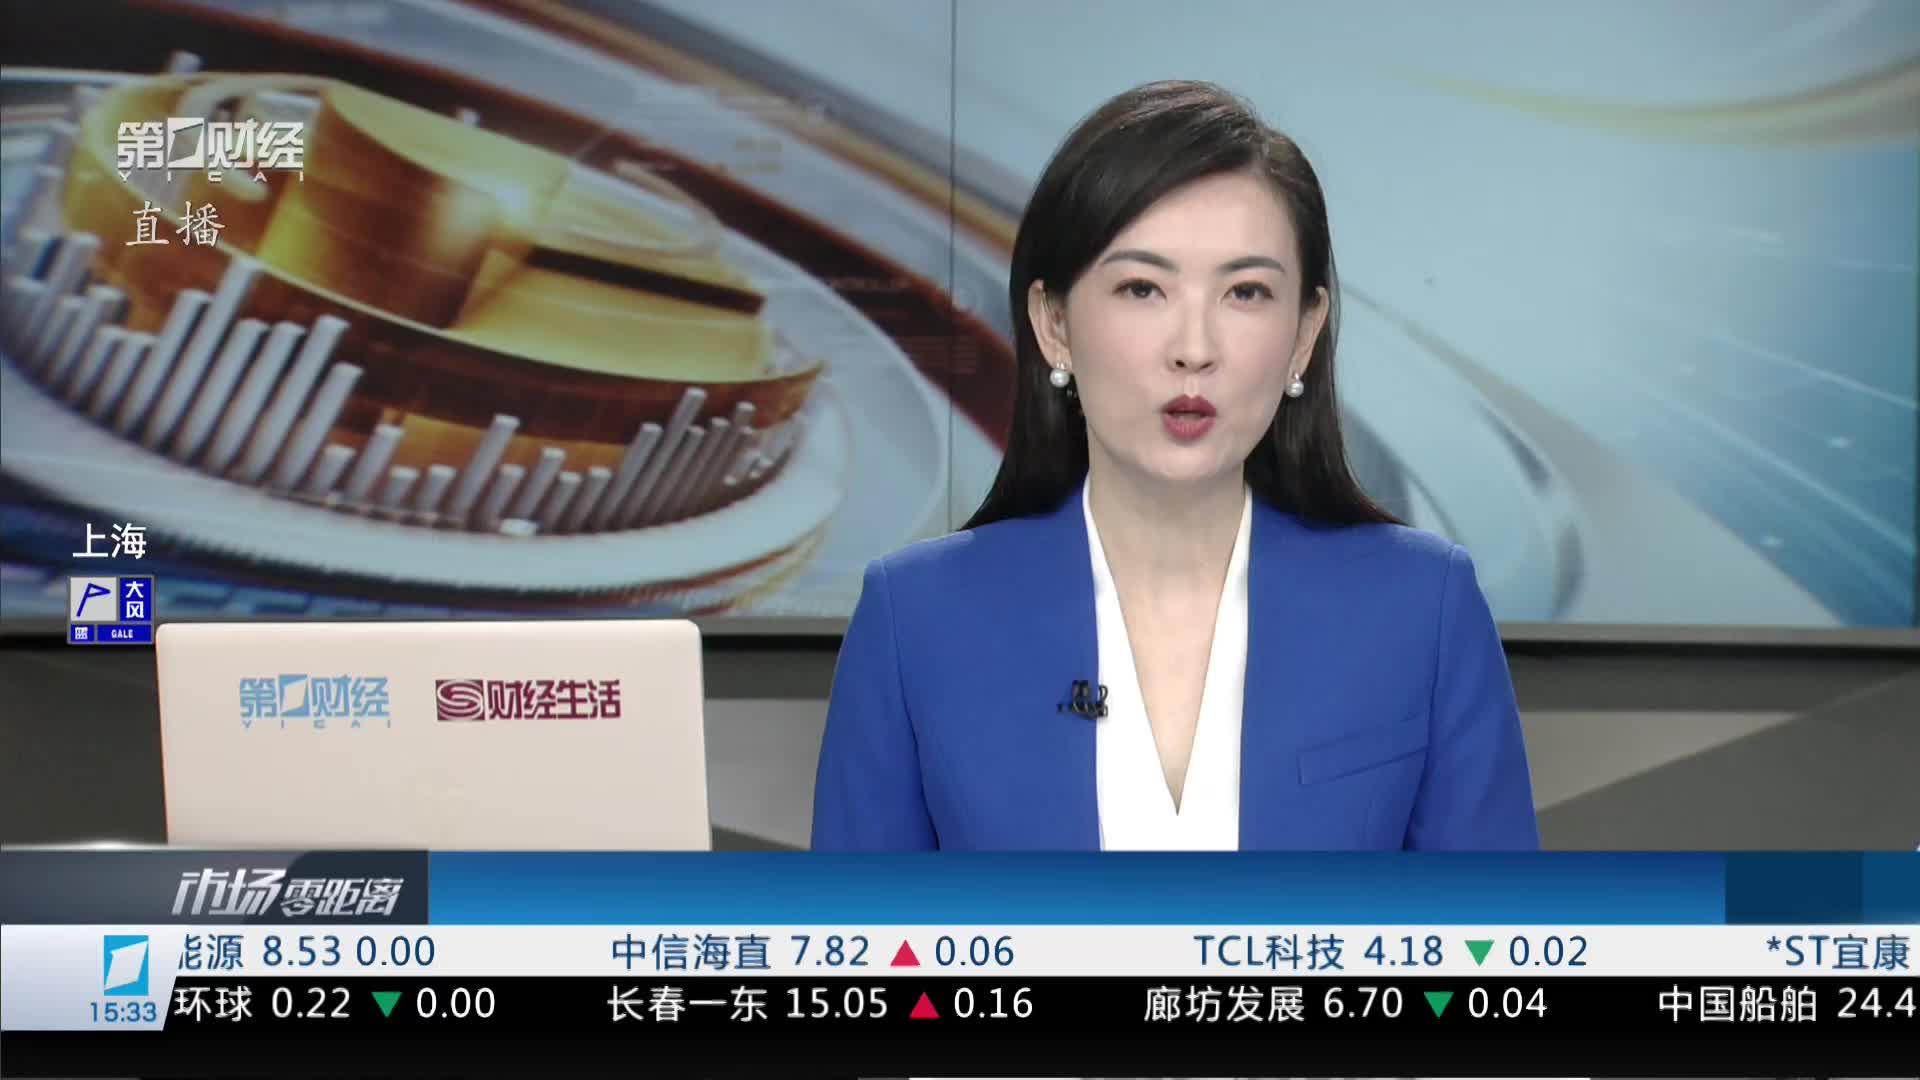 第一财经
YICAI
直播
上海
大风
蓝 GALE
第一财经 财经生活
YICAI
市场零距离
能源 8.53 0.00 中信海直 7.82 ▲ 0.06 TCL科技 4.18 ▼ 0.02 *ST宜康
15:33
环球 0.22 ▼ 0.00 长春一东 15.05 ▲ 0.16 廊坊发展 6.70 ▼ 0.04 中国船舶 24.4